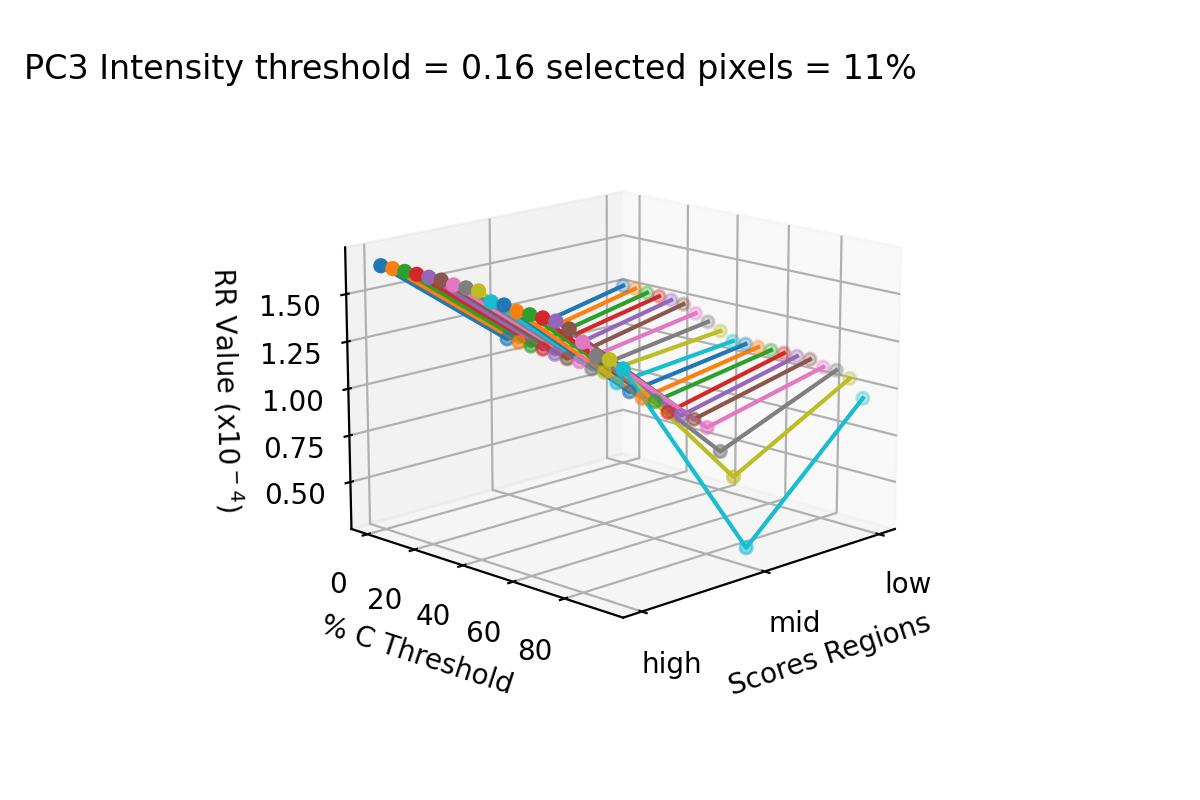 PC3 Intensity threshold = 0.16 selected pixels = 11%
RR Value (x10⁻⁴)
1.50
1.25
1.00
0.75
0.50
0
20
40
60
80
% C Threshold
high
mid
low
Scores Regions